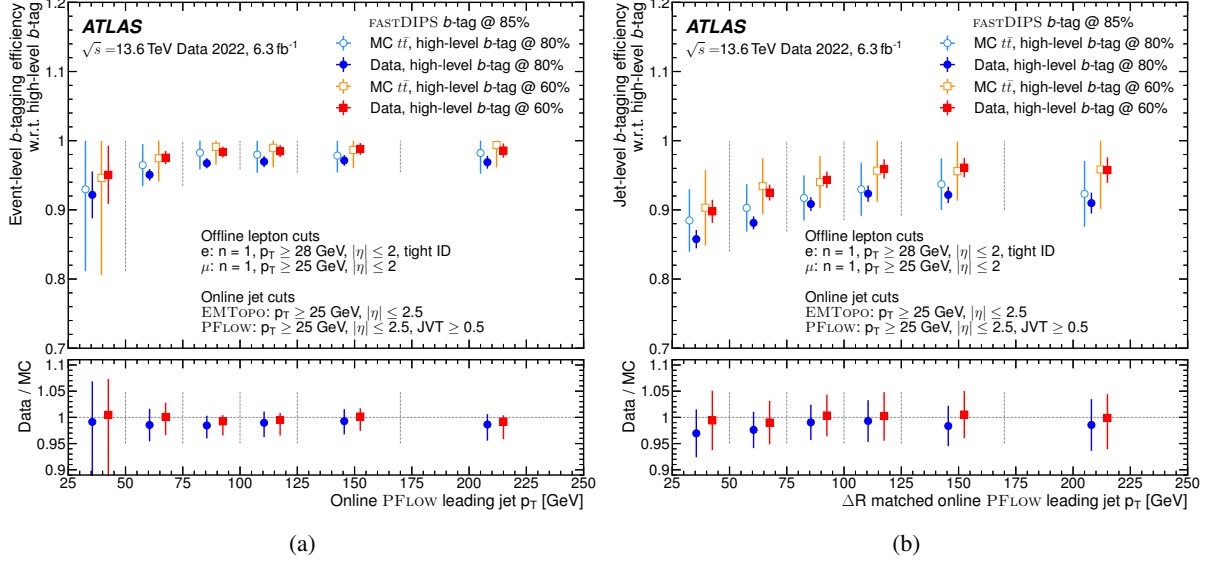 Event-level b-tagging efficiency
w.r.t. high-level b-tag
1.2
1.1
1
0.9
0.8
0.7
ATLAS
√s =13.6 TeV Data 2022, 6.3 fb⁻¹
FASTDIPS b-tag @ 85%
MC tt̄, high-level b-tag @ 80%
Data, high-level b-tag @ 80%
MC tt̄, high-level b-tag @ 60%
Data, high-level b-tag @ 60%
Offline lepton cuts
e: n = 1, pT ≥ 28 GeV, |η| ≤ 2, tight ID
μ: n = 1, pT ≥ 25 GeV, |η| ≤ 2
Online jet cuts
EMTOPO: pT ≥ 25 GeV, |η| ≤ 2.5
PFLOW: pT ≥ 25 GeV, |η| ≤ 2.5, JVT ≥ 0.5
Data / MC
1.1
1.05
1
0.95
0.9
25 50 75 100 125 150 175 200 225 250
Online PFLOW leading jet pT [GeV]
(a)
Jet-level b-tagging efficiency
w.r.t. high-level b-tag
1.2
1.1
1
0.9
0.8
0.7
ATLAS
√s =13.6 TeV Data 2022, 6.3 fb⁻¹
FASTDIPS b-tag @ 85%
MC tt̄, high-level b-tag @ 80%
Data, high-level b-tag @ 80%
MC tt̄, high-level b-tag @ 60%
Data, high-level b-tag @ 60%
Offline lepton cuts
e: n = 1, pT ≥ 28 GeV, |η| ≤ 2, tight ID
μ: n = 1, pT ≥ 25 GeV, |η| ≤ 2
Online jet cuts
EMTOPO: pT ≥ 25 GeV, |η| ≤ 2.5
PFLOW: pT ≥ 25 GeV, |η| ≤ 2.5, JVT ≥ 0.5
Data / MC
1.1
1.05
1
0.95
0.9
25 50 75 100 125 150 175 200 225 250
ΔR matched online PFLOW leading jet pT [GeV]
(b)